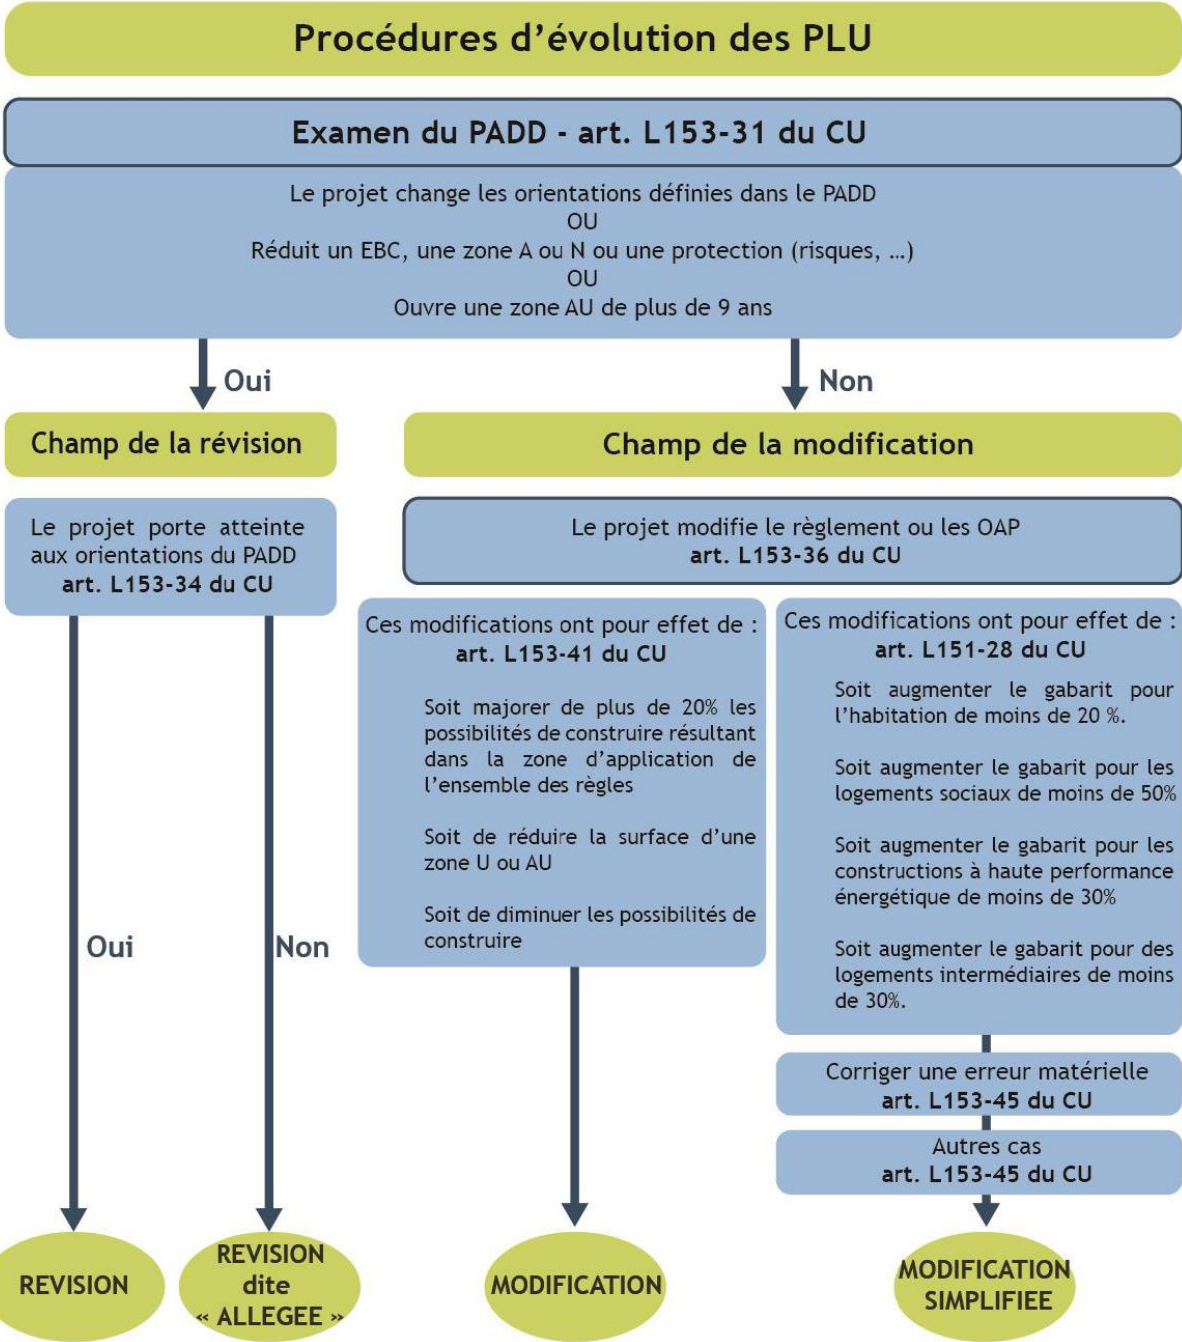 Procédures d'évolution des PLU
Examen du PADD - art. L153-31 du CU
Le projet change les orientations définies dans le PADD
OU
Réduit un EBC, une zone A ou N ou une protection (risques, ...)
OU
Ouvre une zone AU de plus de 9 ans
Oui
Non
Champ de la révision
Champ de la modification
Le projet porte atteinte
aux orientations du PADD
art. L153-34 du CU
Le projet modifie le règlement ou les OAP
art. L153-36 du CU
Ces modifications ont pour effet de :
art. L153-41 du CU
Soit majorer de plus de 20% les
possibilités de construire résultant
dans la zone d'application de
l'ensemble des règles
Soit de réduire la surface d'une
zone U ou AU
Soit de diminuer les possibilités de
construire
Ces modifications ont pour effet de :
art. L151-28 du CU
Soit augmenter le gabarit pour
l'habitation de moins de 20 %.
Soit augmenter le gabarit pour les
logements sociaux de moins de 50%
Soit augmenter le gabarit pour les
constructions à haute performance
énergétique de moins de 30%
Soit augmenter le gabarit pour des
logements intermédiaires de moins
de 30%.
Oui
Non
Corriger une erreur matérielle
art. L153-45 du CU
Autres cas
art. L153-45 du CU
REVISION
REVISION
dite
« ALLEGEE »
MODIFICATION
MODIFICATION
SIMPLIFIEE